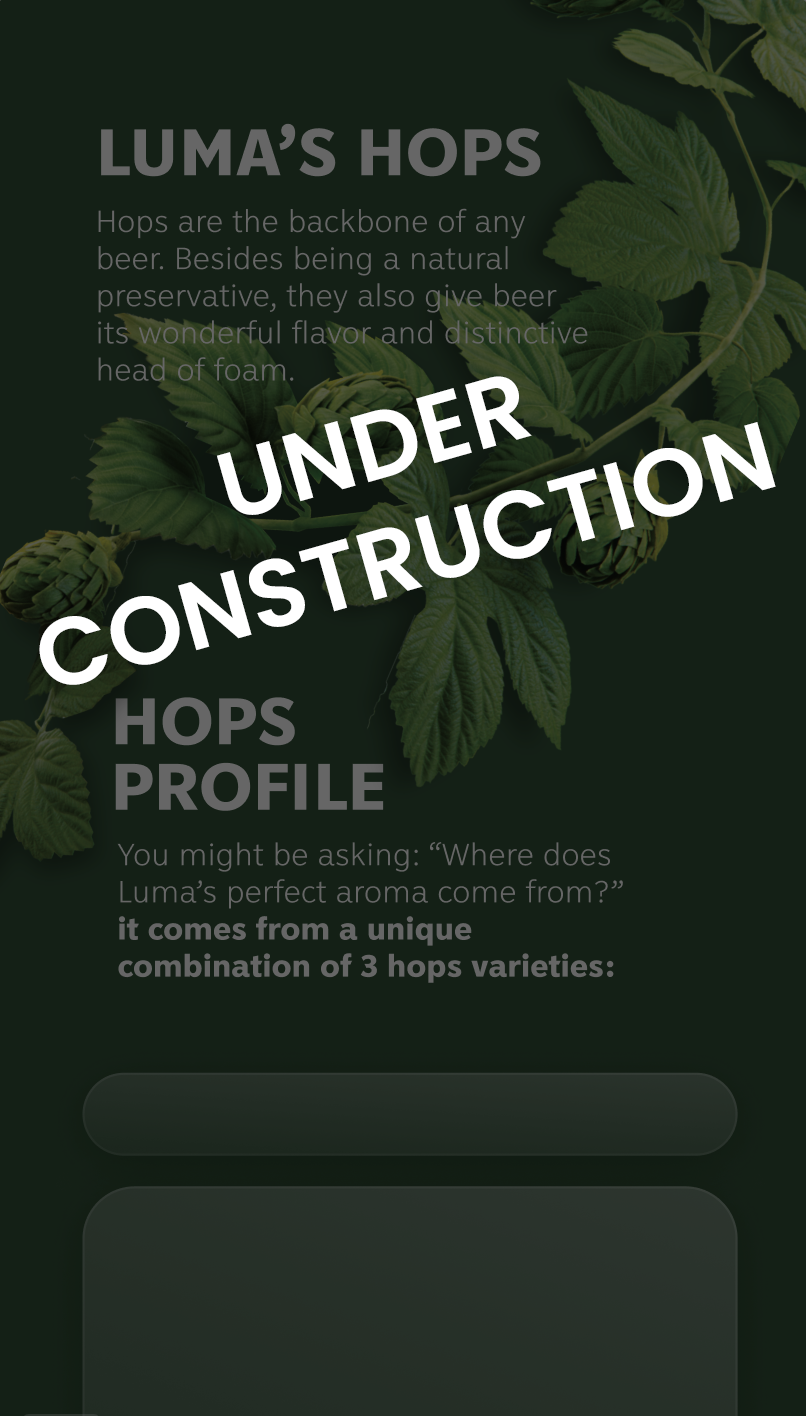 LUMA’S HOPS
Hops are the backbone of any
beer. Besides being a natural
preservative, they also give beer
its wonderful flavor and distinctive
head of foam.
UNDER
CONSTRUCTION
HOPS
PROFILE
You might be asking: “Where does
Luma’s perfect aroma come from?”
it comes from a unique
combination of 3 hops varieties: